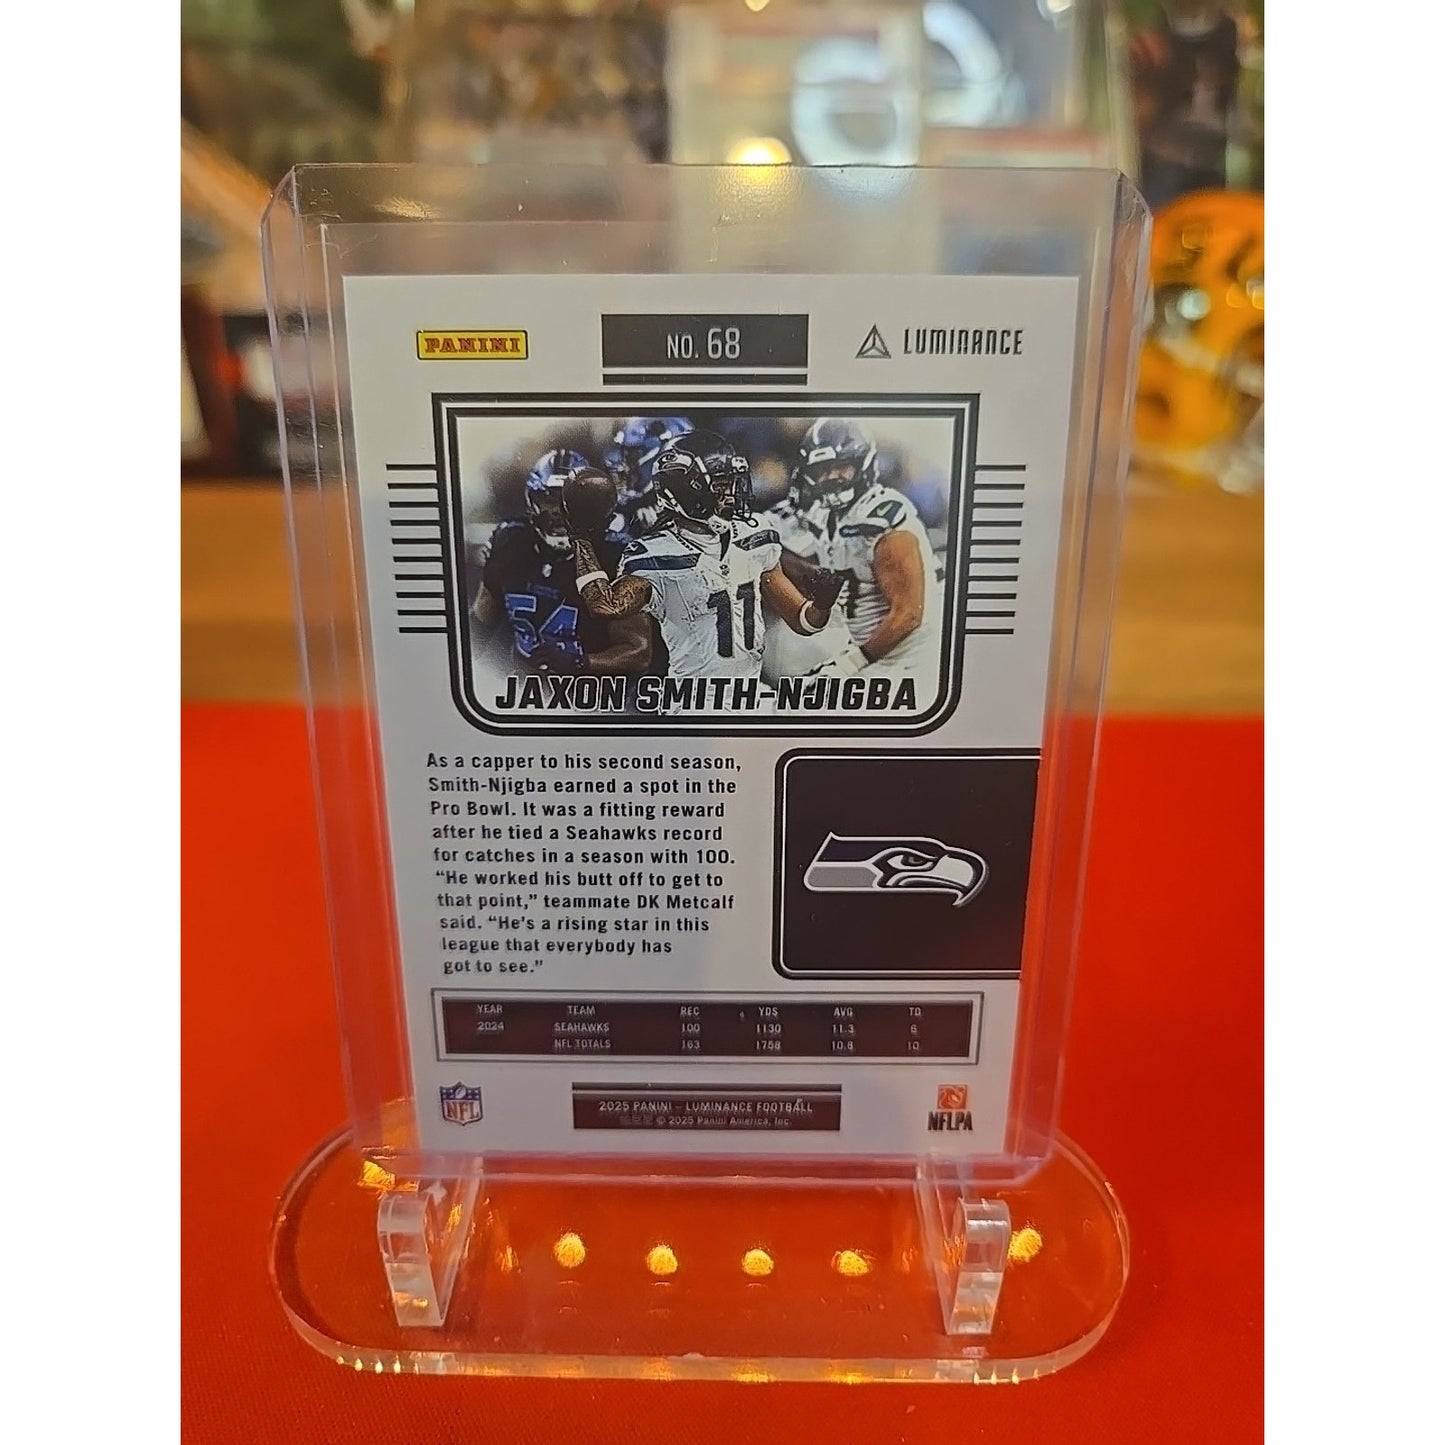 PANINI
NO. 68
LUMINANCE
54
11
JAXON SMITH-NJIGBA
As a capper to his second season,
Smith-Njigba earned a spot in the
Pro Bowl. It was a fitting reward
after he tied a Seahawks record
for catches in a season with 100.
“He worked his butt off to get to
that point,” teammate DK Metcalf
said. “He's a rising star in this
league that everybody has
got to see.”
YEAR TEAM REC YDS AVG TD
2024 SEAHAWKS 100 1130 11.3 6
NFL TOTALS 163 1758 10.8 10
NFL
2025 PANINI – LUMINANCE FOOTBALL
© 2025 Panini America, Inc.
NFLPA